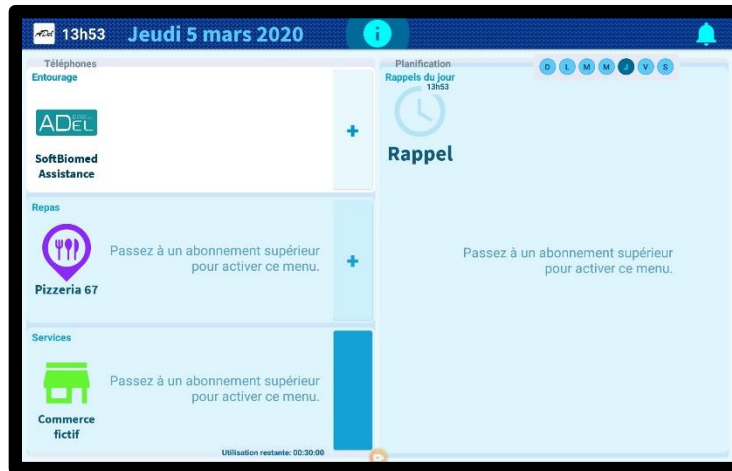 ADel 13h53 Jeudi 5 mars 2020 i
Téléphones
Entourage
ADEL
SoftBiomed
Assistance
+
Repas
Passez à un abonnement supérieur
pour activer ce menu.
+
Pizzeria 67
Services
Passez à un abonnement supérieur
pour activer ce menu.
Commerce
fictif
Utilisation restante: 00:30:00
Planification
D L M M J V S
Rappels du jour
13h53
Rappel
Passez à un abonnement supérieur
pour activer ce menu.